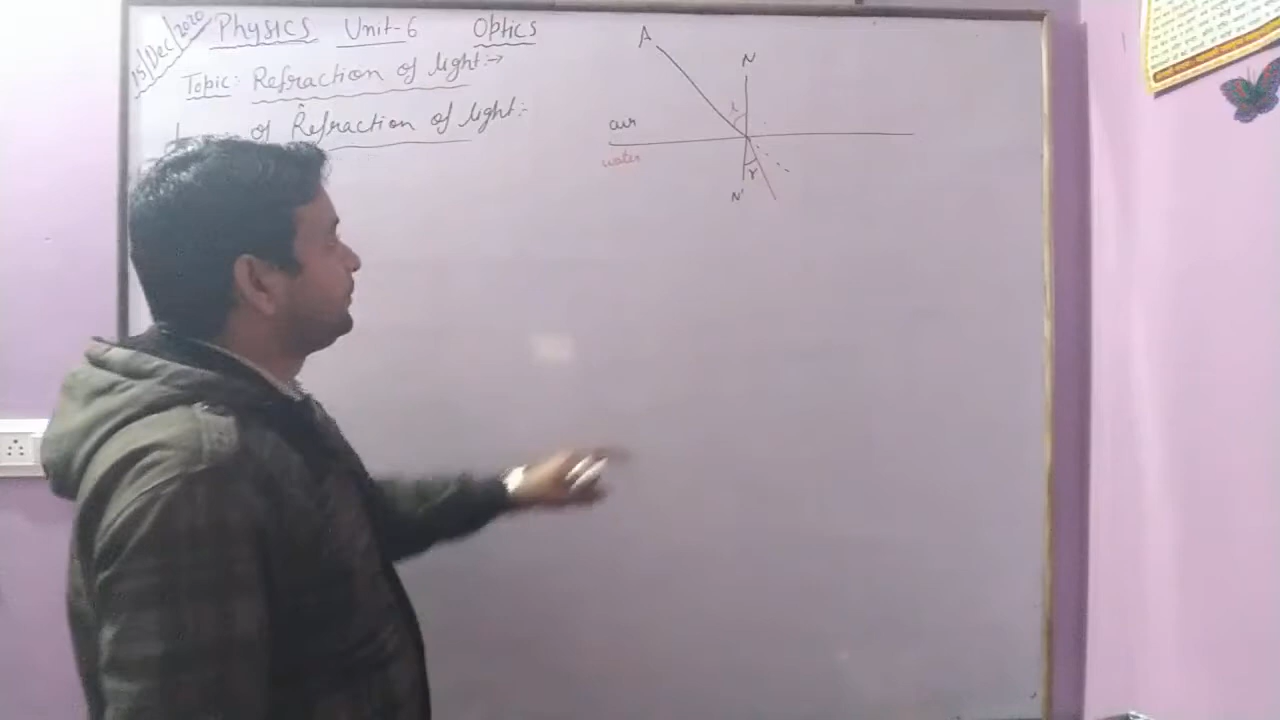 15/Dec/2020
Physics Unit-6 Optics
Topic: Refraction of light:→
of Refraction of light:-
A
N
i
air
water
r
N'